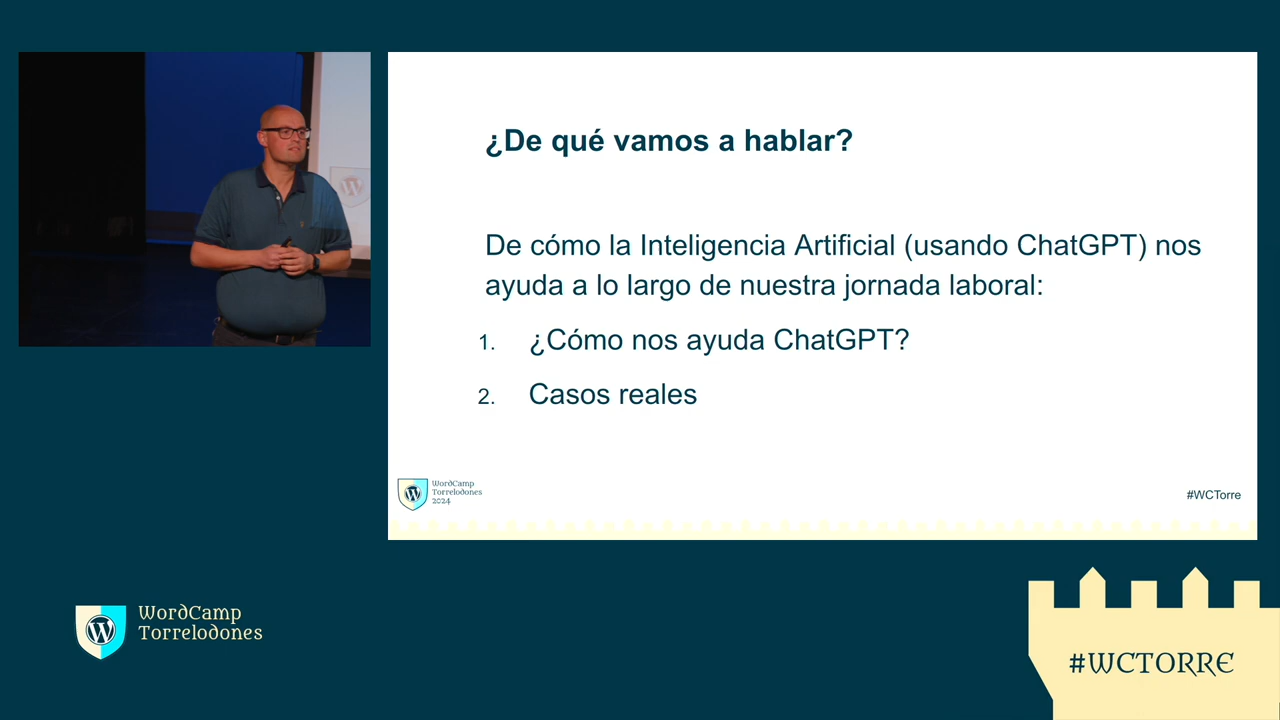 ¿De qué vamos a hablar?
De cómo la Inteligencia Artificial (usando ChatGPT) nos
ayuda a lo largo de nuestra jornada laboral:
1. ¿Cómo nos ayuda ChatGPT?
2. Casos reales
WordCamp
Torrelodones
2024
#WCTorre
WordCamp
Torrelodones
#WCTORRE